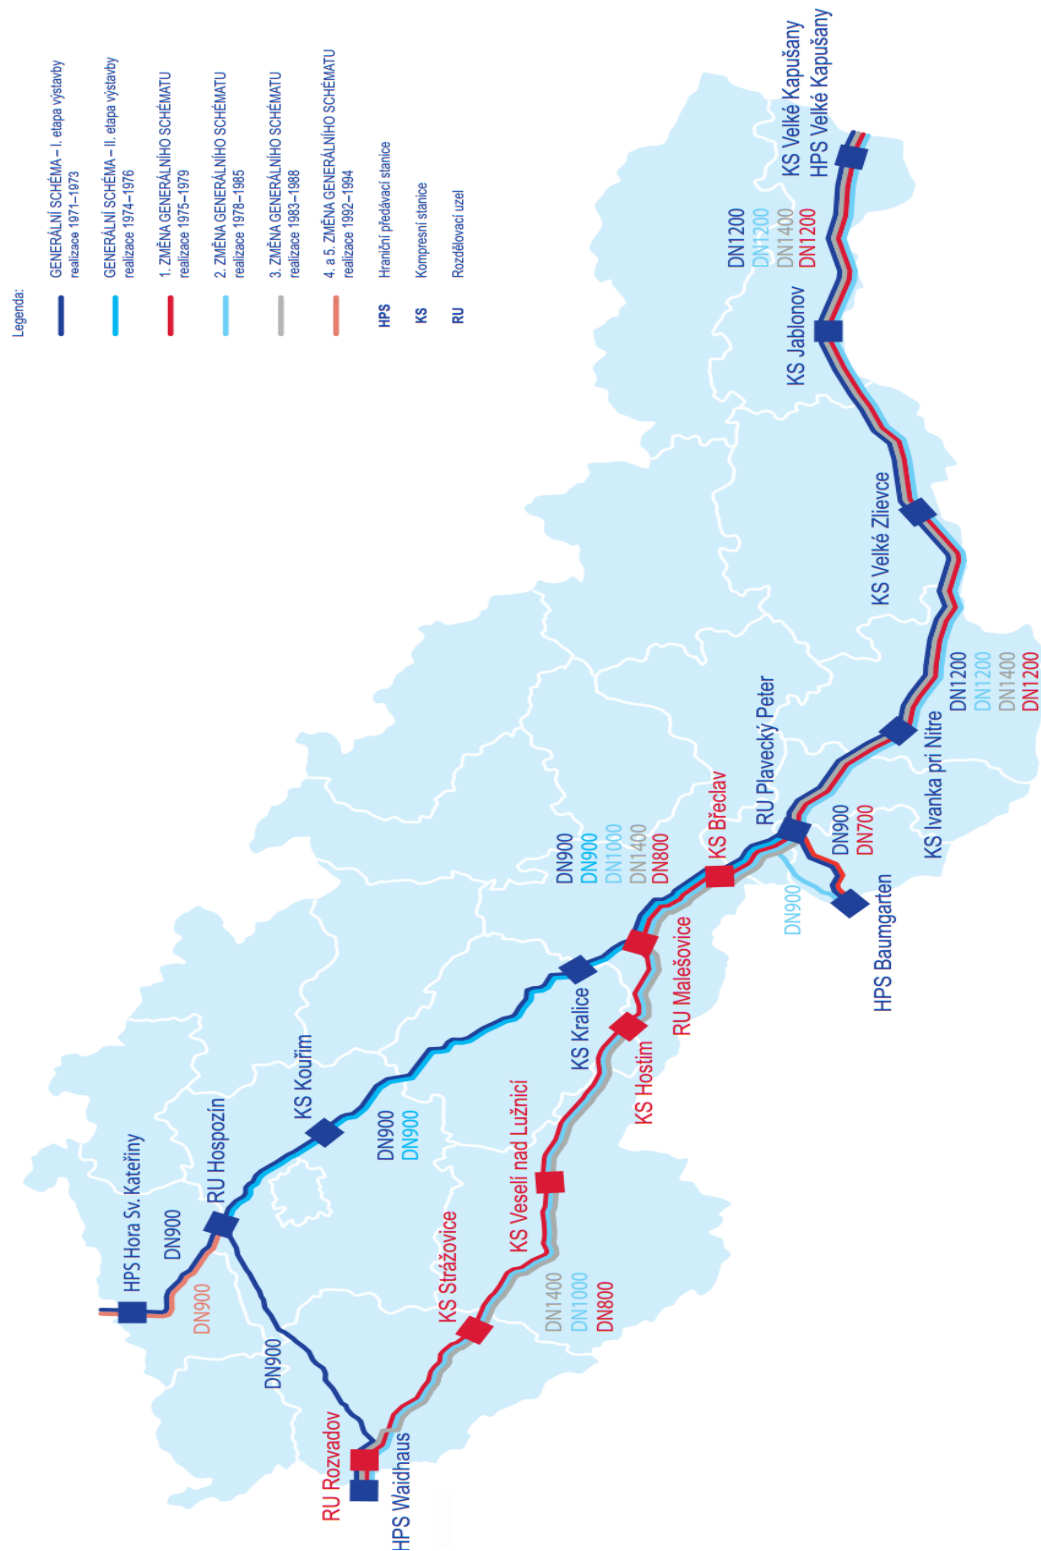 Legenda:
GENERÁLNÍ SCHÉMA – I. etapa výstavby
realizace 1971–1973
GENERÁLNÍ SCHÉMA – II. etapa výstavby
realizace 1974–1976
1. ZMĚNA GENERÁLNÍHO SCHÉMATU
realizace 1975–1979
2. ZMĚNA GENERÁLNÍHO SCHÉMATU
realizace 1978–1985
3. ZMĚNA GENERÁLNÍHO SCHÉMATU
realizace 1983–1988
4. a 5. ZMĚNA GENERÁLNÍHO SCHÉMATU
realizace 1992–1994
HPS Hraniční předávací stanice
KS Kompresní stanice
RU Rozdělovací uzel
HPS Hora Sv. Kateřiny
DN900
DN900
RU Hospozín
DN900
KS Kouřim
DN900
DN900
RU Rozvadov
HPS Waidhaus
KS Strážovice
DN1400
DN1000
DN800
KS Veselí nad Lužnicí
KS Hostim
KS Kralice
RU Malešovice
DN900
DN900
DN1000
DN1400
DN800
KS Břeclav
RU Plavecký Peter
DN900
DN900
DN700
HPS Baumgarten
KS Ivanka pri Nitre
DN1200
DN1200
DN1400
DN1200
KS Velké Zlievce
KS Jablonov
DN1200
DN1200
DN1400
DN1200
KS Velké Kapušany
HPS Velké Kapušany